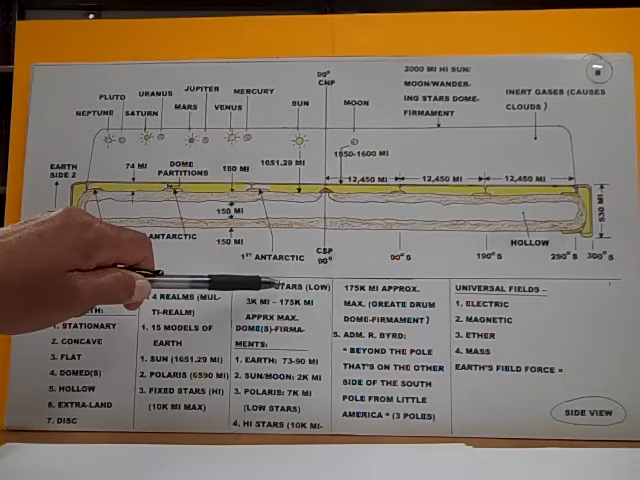 B
90°
CNP
2000 MI HI SUN/
MOON/WANDER-
ING STARS DOME-
FIRMAMENT
INERT GASES (CAUSES
CLOUDS)
NEPTUNE
PLUTO
SATURN
URANUS
MARS
JUPITER
VENUS
MERCURY
SUN
MOON
EARTH
SIDE 2
74 MI
DOME
PARTITIONS
180 MI
1651.29 MI
1550-1600 MI
12,450 MI
12,450 MI
12,450 MI
150 MI
150 MI
530 MI
ANTARCTIC
1ST ANTARCTIC
CSP
90°
90° S
190° S
HOLLOW
290° S
300° S
1. STATIONARY
2. CONCAVE
3. FLAT
4. DOMED(S)
5. HOLLOW
6. EXTRA-LAND
7. DISC
4 REALMS (MUL-
TI-REALM)
1. 15 MODELS OF
EARTH
1. SUN (1651.29 MI)
2. POLARIS (6590 MI)
3. FIXED STARS (HI)
(10K MI MAX)
STARS (LOW)
3K MI – 175K MI
APPRX MAX.
DOME(S)-FIRMA-
MENTS:
1. EARTH: 73-90 MI
2. SUN/MOON: 2K MI
3. POLARIS: 7K MI
(LOW STARS)
4. HI STARS (10K MI-
175K MI APPROX.
MAX. (GREATE DRUM
DOME-FIRMAMENT)
ADM. R. BYRD:
" BEYOND THE POLE
THAT'S ON THE OTHER
SIDE OF THE SOUTH
POLE FROM LITTLE
AMERICA " (3 POLES)
UNIVERSAL FIELDS –
1. ELECTRIC
2. MAGNETIC
3. ETHER
4. MASS
EARTH'S FIELD FORCE =
SIDE VIEW